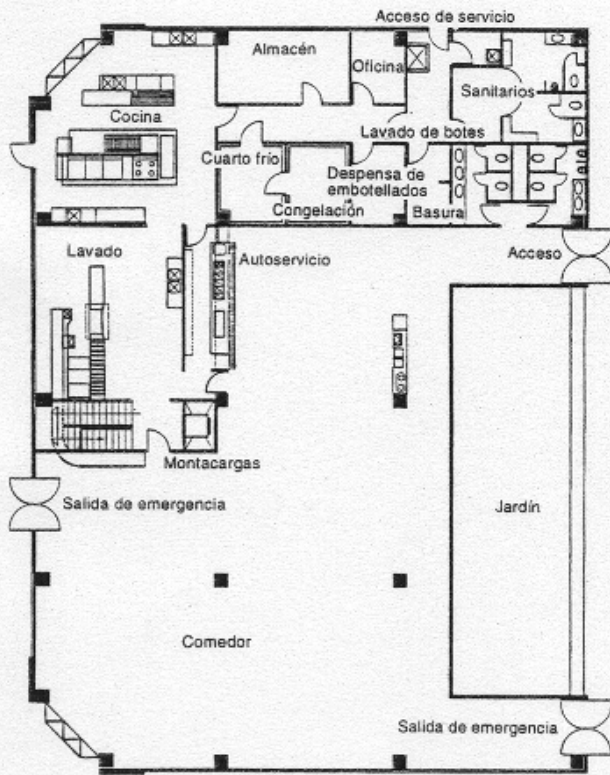 Acceso de servicio
Almacén
Oficina
Sanitarios
Cocina
Lavado de botes
Cuarto frío
Despensa de
embotellados
Congelación
Basura
Lavado
Autoservicio
Acceso
Montacargas
Salida de emergencia
Jardín
Comedor
Salida de emergencia